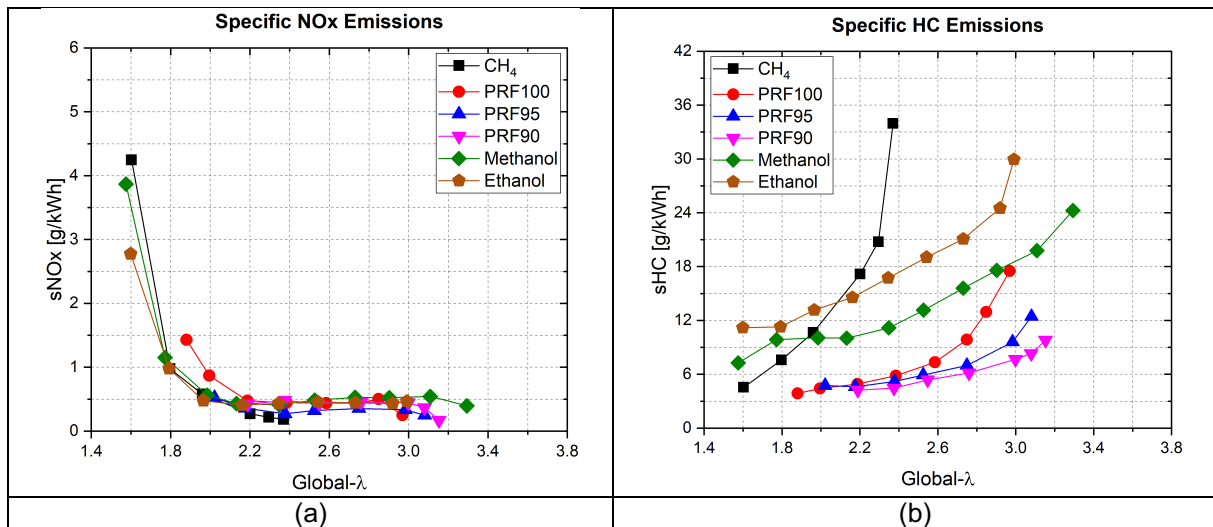 Specific NOx Emissions
6
5
4
3
2
1
0
sNOx [g/kWh]
CH₄
PRF100
PRF95
PRF90
Methanol
Ethanol
1.4 1.8 2.2 2.6 3.0 3.4 3.8
Global-λ
(a)
Specific HC Emissions
42
36
30
24
18
12
6
0
sHC [g/kWh]
CH₄
PRF100
PRF95
PRF90
Methanol
Ethanol
1.4 1.8 2.2 2.6 3.0 3.4 3.8
Global-λ
(b)